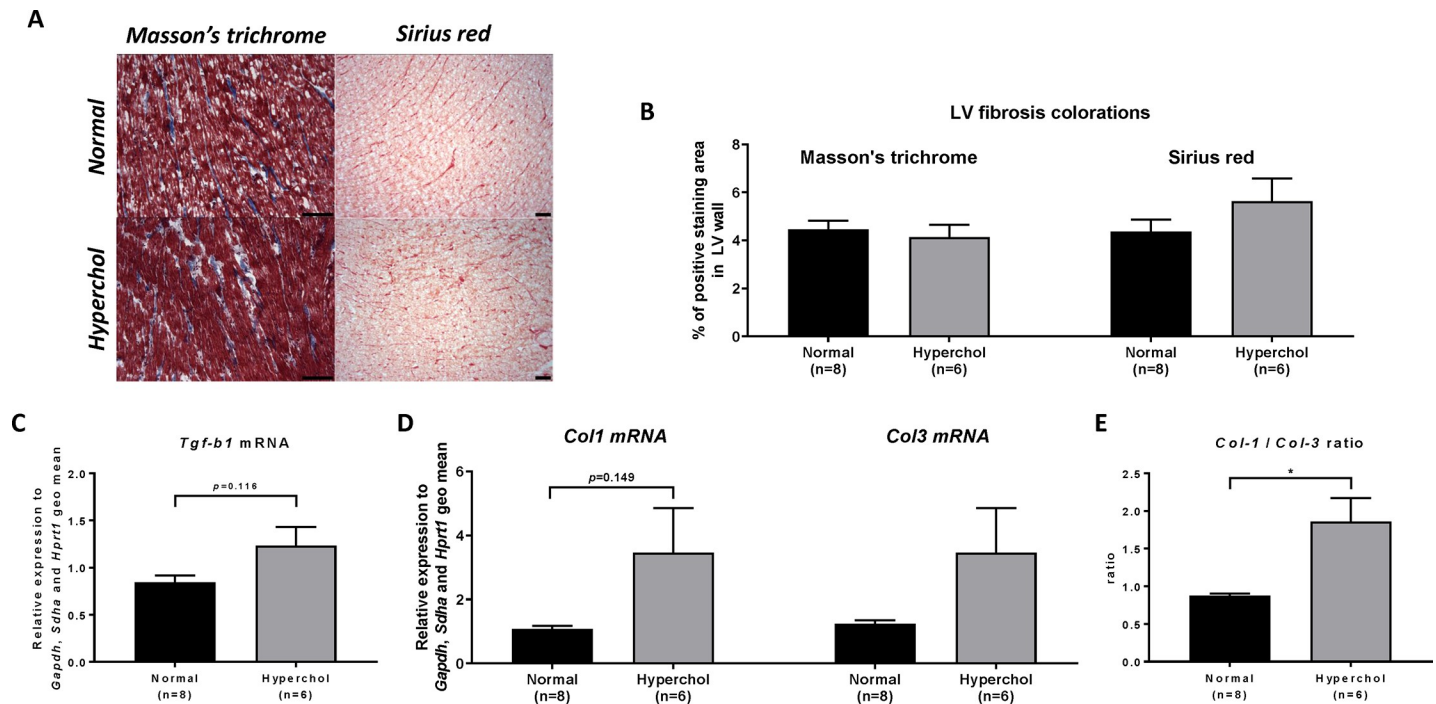 A
Masson's trichrome
Sirius red
Normal
Hyperchol
B
LV fibrosis colorations
Masson's trichrome
Sirius red
% of positive staining area
in LV wall
8
6
4
2
0
Normal
(n=8)
Hyperchol
(n=6)
Normal
(n=8)
Hyperchol
(n=6)
C
Tgf-b1 mRNA
Relative expression to
Gapdh, Sdha and Hprt1 geo mean
2.0
1.5
1.0
0.5
0.0
p=0.116
Normal
(n=8)
Hyperchol
(n=6)
D
Col1 mRNA
Col3 mRNA
Relative expression to
Gapdh, Sdha and Hprt1 geo mean
6
4
2
0
p=0.149
Normal
(n=8)
Hyperchol
(n=6)
Normal
(n=8)
Hyperchol
(n=6)
E
Col-1 / Col-3 ratio
ratio
2.5
2.0
1.5
1.0
0.5
0.0
*
Normal
(n=8)
Hyperchol
(n=6)